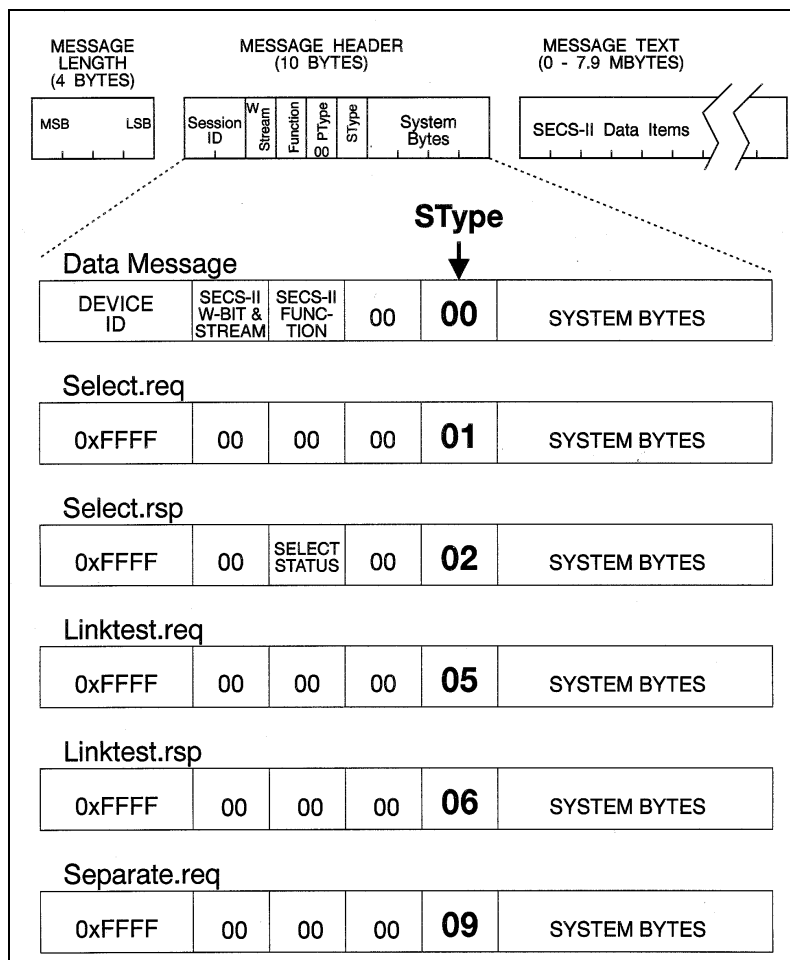 MESSAGE LENGTH (4 BYTES)
MESSAGE HEADER (10 BYTES)
MESSAGE TEXT (0 - 7.9 MBYTES)
MSB LSB
Session ID
W n Stream
Function
PType 00
SType
System Bytes
SECS-II Data Items
SType
Data Message
DEVICE ID
SECS-II W-BIT & STREAM
SECS-II FUNC-TION
00
00
SYSTEM BYTES
Select.req
0xFFFF 00 00 00 01 SYSTEM BYTES
Select.rsp
0xFFFF 00 SELECT STATUS 00 02 SYSTEM BYTES
Linktest.req
0xFFFF 00 00 00 05 SYSTEM BYTES
Linktest.rsp
0xFFFF 00 00 00 06 SYSTEM BYTES
Separate.req
0xFFFF 00 00 00 09 SYSTEM BYTES